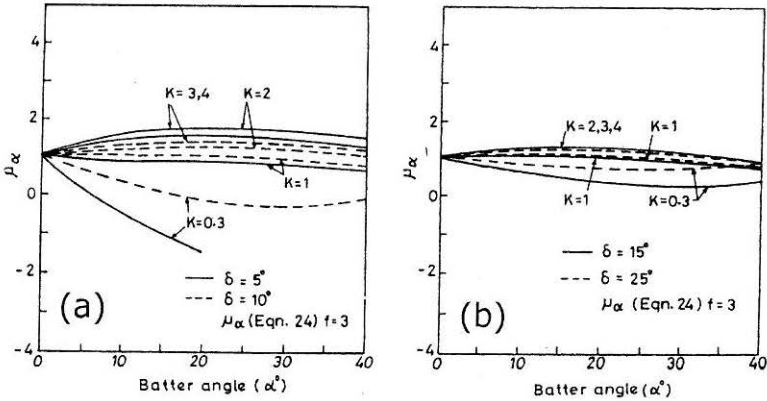 4
2
0
-2
-4
μα
K= 3,4
K=2
K=1
K=0.3
δ = 5°
δ = 10°
μα (Eqn. 24) f=3
(a)
0
10
20
30
40
Batter angle (α°)
4
2
0
-2
-4
μα
K=2,3,4
K=1
K=1
K=0.3
δ = 15°
δ = 25°
μα (Eqn. 24) f=3
(b)
0
10
20
30
40
Batter angle (α°)